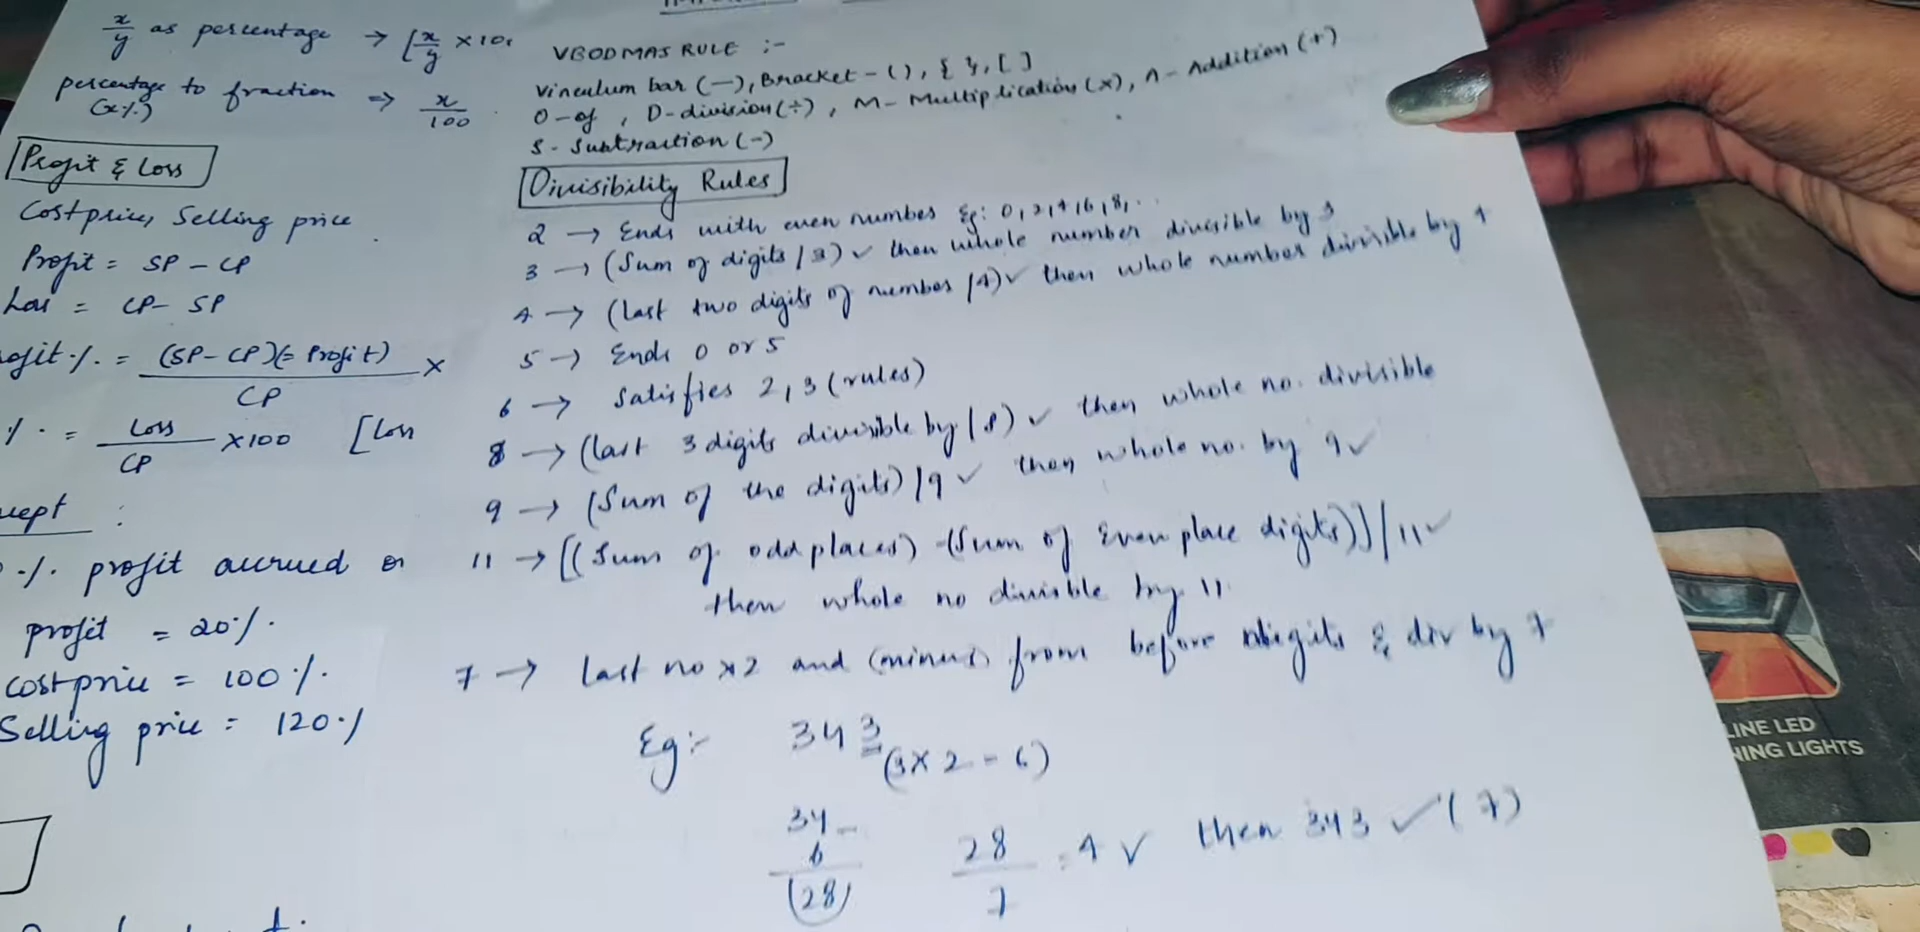 x/y as percentage → [x/y × 10
percentage to fraction ⇒ x/100
(x%)
Profit & Loss
Cost price, Selling price
Profit = SP - CP
Loss = CP - SP
ofit % = (SP-CP)(= Profit) / CP ×
% = Loss / CP ×100 [Loss
cept :
% profit accrued on
profit = 20%.
Cost price = 100%.
Selling price = 120%
VBODMAS RULE :-
Vinculum bar (—), Bracket - ( ), { }, [ ]
O - of , D - division (÷) , M - Multiplication (x), A - Addition (+)
S - Subtraction (-)
Divisibility Rules
2 → Ends with even number Eg: 0, 2, 4, 6, 8, ..
3 → (Sum of digits / 3) ✓ then whole number divisible by 3
4 → (last two digits of number / 4) ✓ then whole number divisible by 4
5 → Ends 0 or 5
6 → Satisfies 2, 3 (rules)
8 → (last 3 digits divisible by / 8) ✓ then whole no. divisible
9 → (Sum of the digits) / 9 ✓ then whole no. by 9 ✓
11 → [(Sum of odd places) - (Sum of Even place digits)] / 11 ✓
then whole no divisible by 11.
7 → Last no x2 and (minus) from before digits & div by 7
Eg :- 343
(3 x 2 = 6)
34 -
6
(28)
28 / 7 = 4 ✓ then 343 ✓ (7)
LINE LED
NING LIGHTS